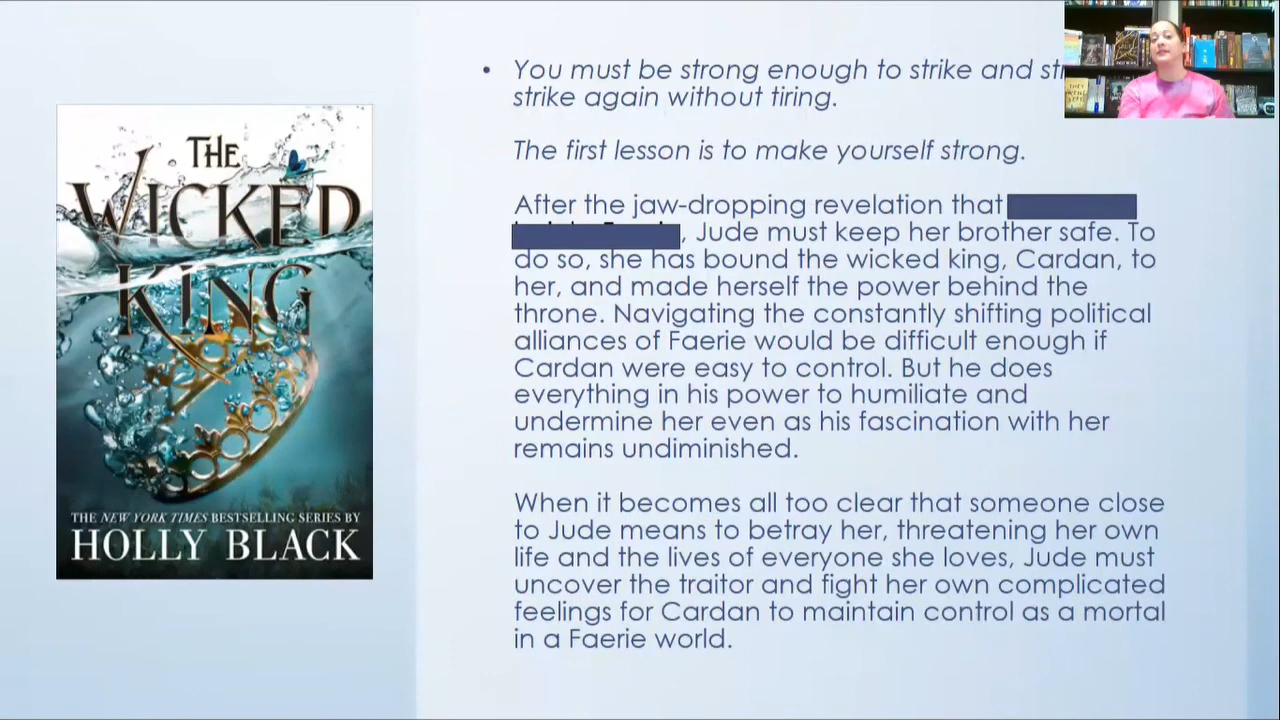 THE
WICKED
KING
THE NEW YORK TIMES BESTSELLING SERIES BY
HOLLY BLACK
• You must be strong enough to strike and
strike again without tiring.
The first lesson is to make yourself strong.
After the jaw-dropping revelation that
, Jude must keep her brother safe. To
do so, she has bound the wicked king, Cardan, to
her, and made herself the power behind the
throne. Navigating the constantly shifting political
alliances of Faerie would be difficult enough if
Cardan were easy to control. But he does
everything in his power to humiliate and
undermine her even as his fascination with her
remains undiminished.
When it becomes all too clear that someone close
to Jude means to betray her, threatening her own
life and the lives of everyone she loves, Jude must
uncover the traitor and fight her own complicated
feelings for Cardan to maintain control as a mortal
in a Faerie world.